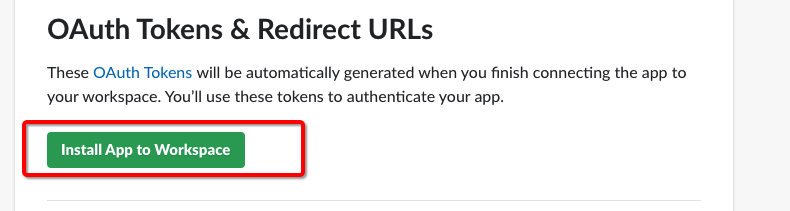 OAuth Tokens & Redirect URLs
These OAuth Tokens will be automatically generated when you finish connecting the app to
your workspace. You’ll use these tokens to authenticate your app.
Install App to Workspace